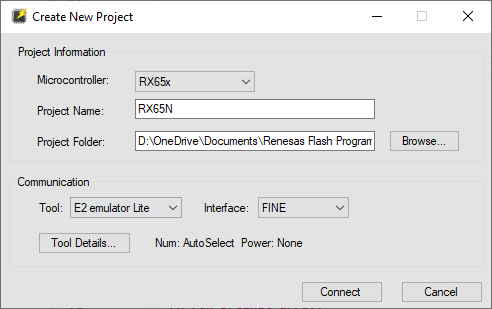 Create New Project
Project Information
Microcontroller: RX65x
Project Name: RX65N
Project Folder: D:\OneDrive\Documents\Renesas Flash Program Browse...
Communication
Tool: E2 emulator Lite Interface: FINE
Tool Details... Num: AutoSelect Power: None
Connect Cancel